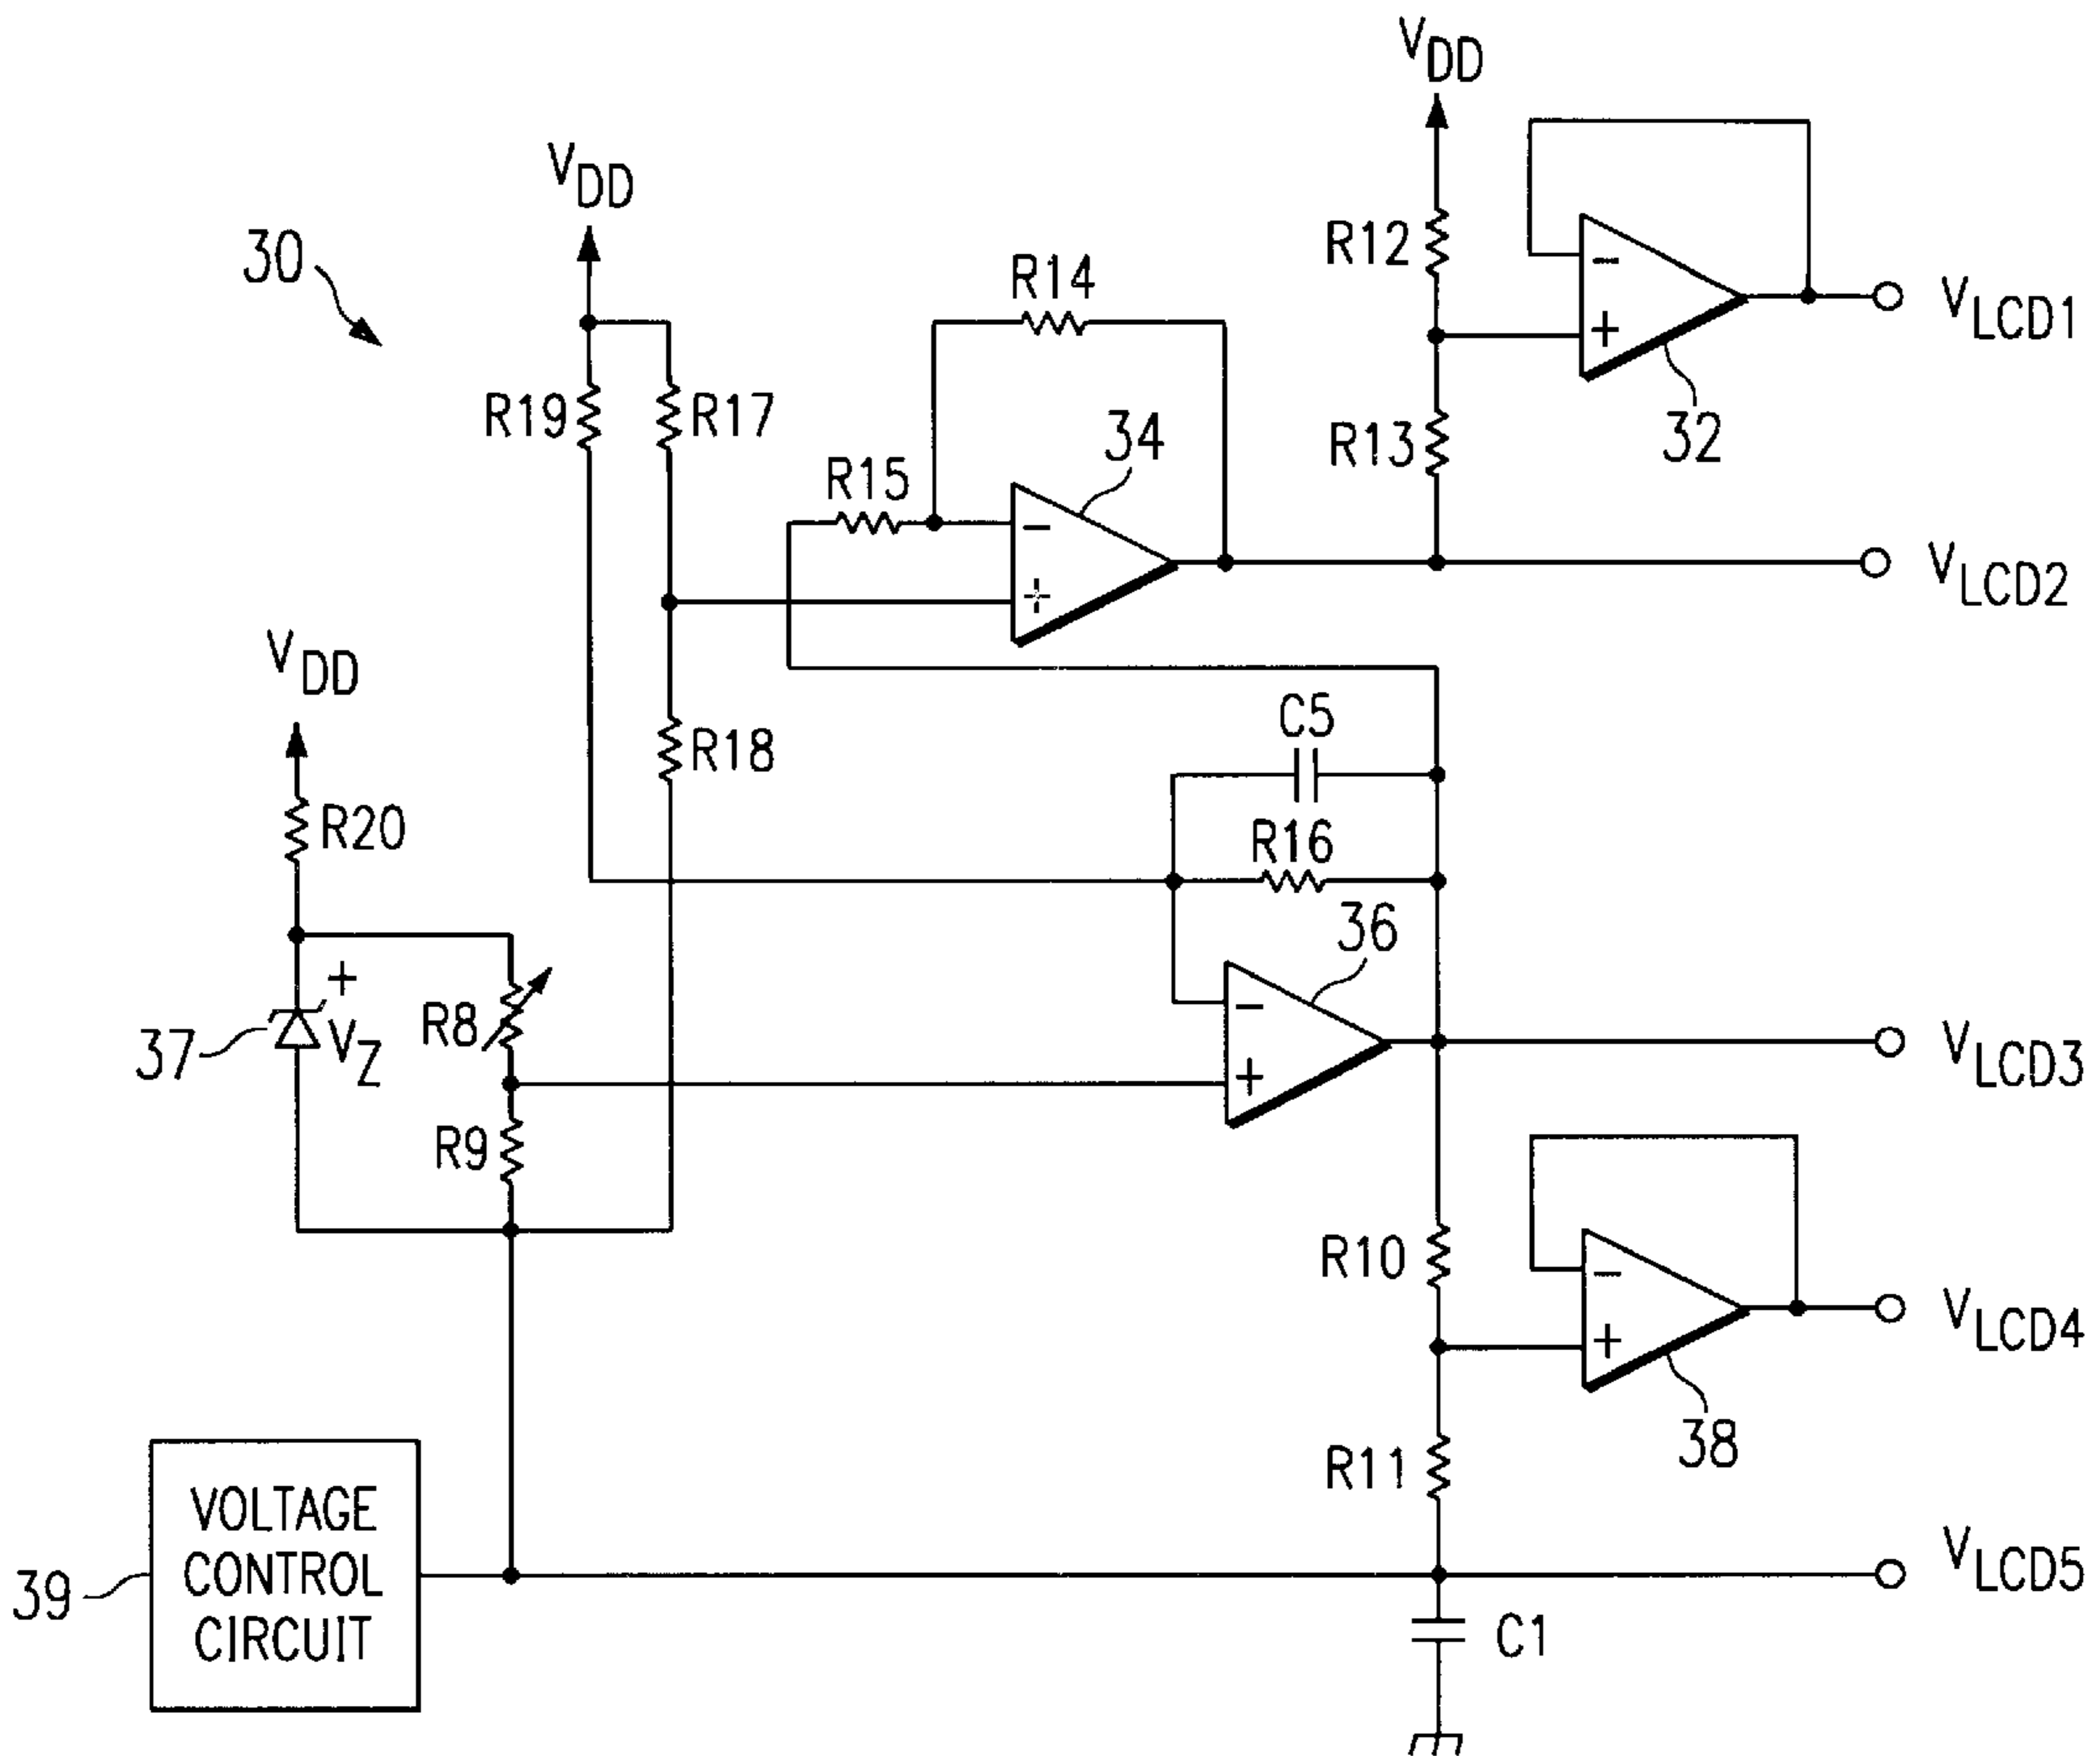 VDD
VDD
30
R12
-
+
VLCD1
32
R14
R19
R17
R13
34
R15
-
+
VLCD2
VDD
R18
C5
R20
R16
36
+
37
VZ
R8
-
+
VLCD3
R9
R10
-
+
VLCD4
38
R11
VOLTAGE
CONTROL
CIRCUIT
39
VLCD5
C1